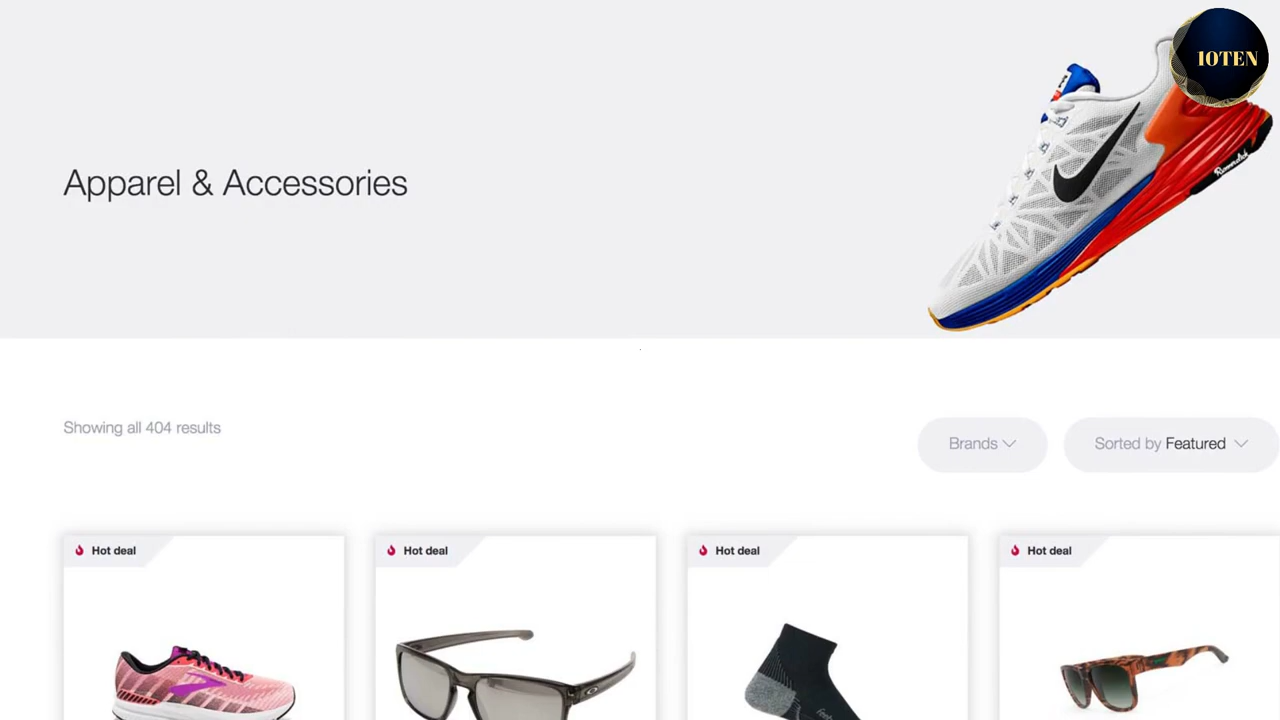 10TEN
Apparel & Accessories
Showing all 404 results
Brands
Sorted by Featured
Hot deal
Hot deal
Hot deal
Hot deal